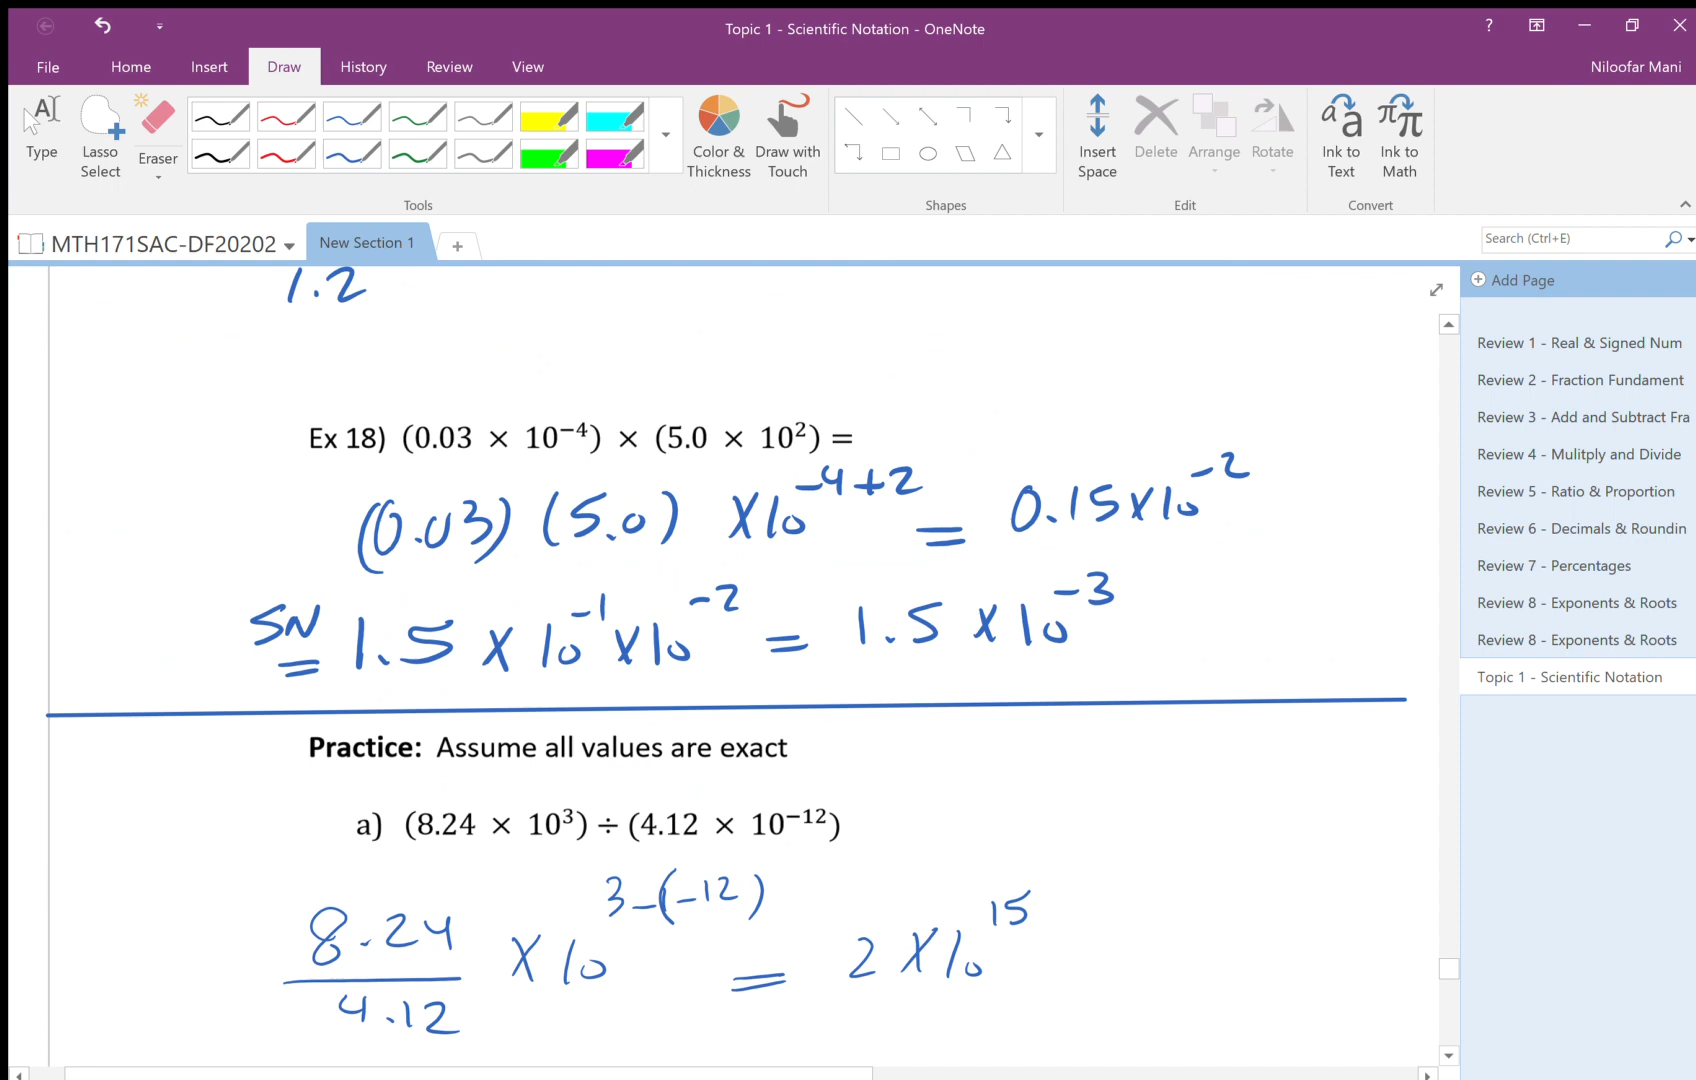 Topic 1 - Scientific Notation - OneNote
?
File Home Insert Draw History Review View Niloofar Mani
Type
Lasso Select
Eraser
Color & Thickness
Draw with Touch
Insert Space
Delete
Arrange
Rotate
Ink to Text
Ink to Math
Tools Shapes Edit Convert
MTH171SAC-DF20202 New Section 1 +
Search (Ctrl+E)
Add Page
Review 1 - Real & Signed Num
Review 2 - Fraction Fundament
Review 3 - Add and Subtract Fra
Review 4 - Mulitply and Divide
Review 5 - Ratio & Proportion
Review 6 - Decimals & Roundin
Review 7 - Percentages
Review 8 - Exponents & Roots
Review 8 - Exponents & Roots
Topic 1 - Scientific Notation
1.2
Ex 18) (0.03 × 10⁻⁴) × (5.0 × 10²) =
(0.03) (5.0) × 10⁻⁴⁺² = 0.15 × 10⁻²
SN = 1.5 × 10⁻¹ × 10⁻² = 1.5 × 10⁻³
Practice: Assume all values are exact
a) (8.24 × 10³) ÷ (4.12 × 10⁻¹²)
8.24 / 4.12 × 10³⁻⁽⁻¹²⁾ = 2 × 10¹⁵